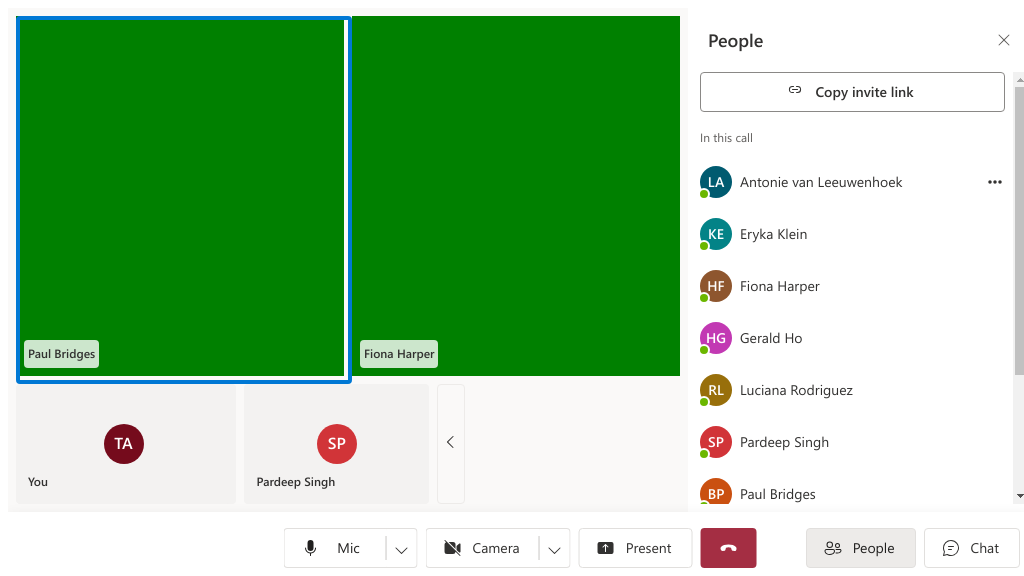 Paul Bridges
Fiona Harper
TA
You
SP
Pardeep Singh
People
Copy invite link
In this call
LA Antonie van Leeuwenhoek
KE Eryka Klein
HF Fiona Harper
HG Gerald Ho
RL Luciana Rodriguez
SP Pardeep Singh
BP Paul Bridges
Mic
Camera
Present
People
Chat